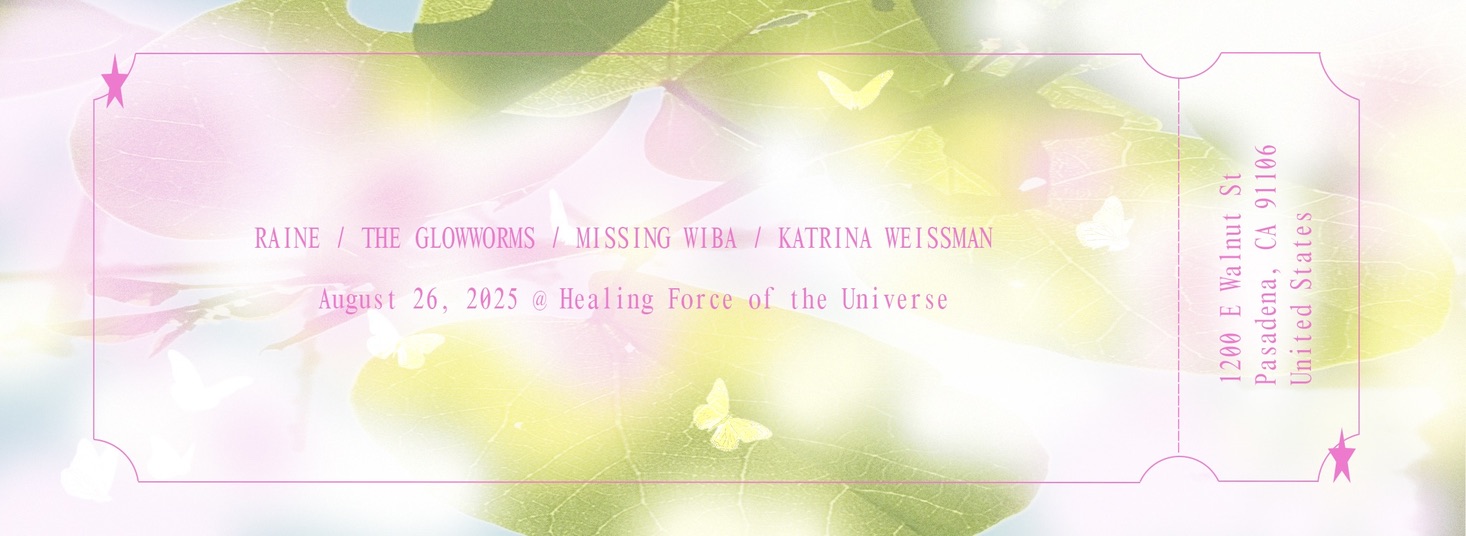 RAINE / THE GLOWWORMS / MISSING WIBA / KATRINA WEISSMAN
August 26, 2025 @ Healing Force of the Universe
1200 E Walnut St
Pasadena, CA 91106
United States